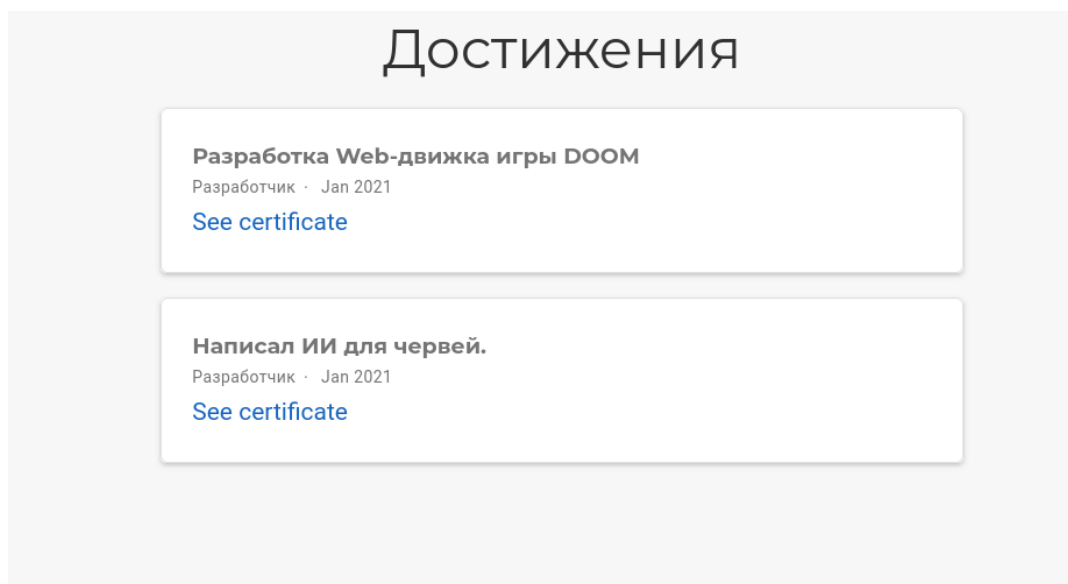 Достижения
Разработка Web-движка игры DOOM
Разработчик · Jan 2021
See certificate
Написал ИИ для червей.
Разработчик · Jan 2021
See certificate